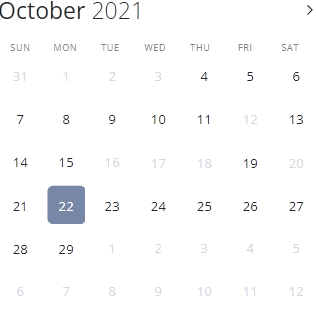 October 2021
SUN MON TUE WED THU FRI SAT
31 1 2 3 4 5 6
7 8 9 10 11 12 13
14 15 16 17 18 19 20
21 22 23 24 25 26 27
28 29 1 2 3 4 5
6 7 8 9 10 11 12